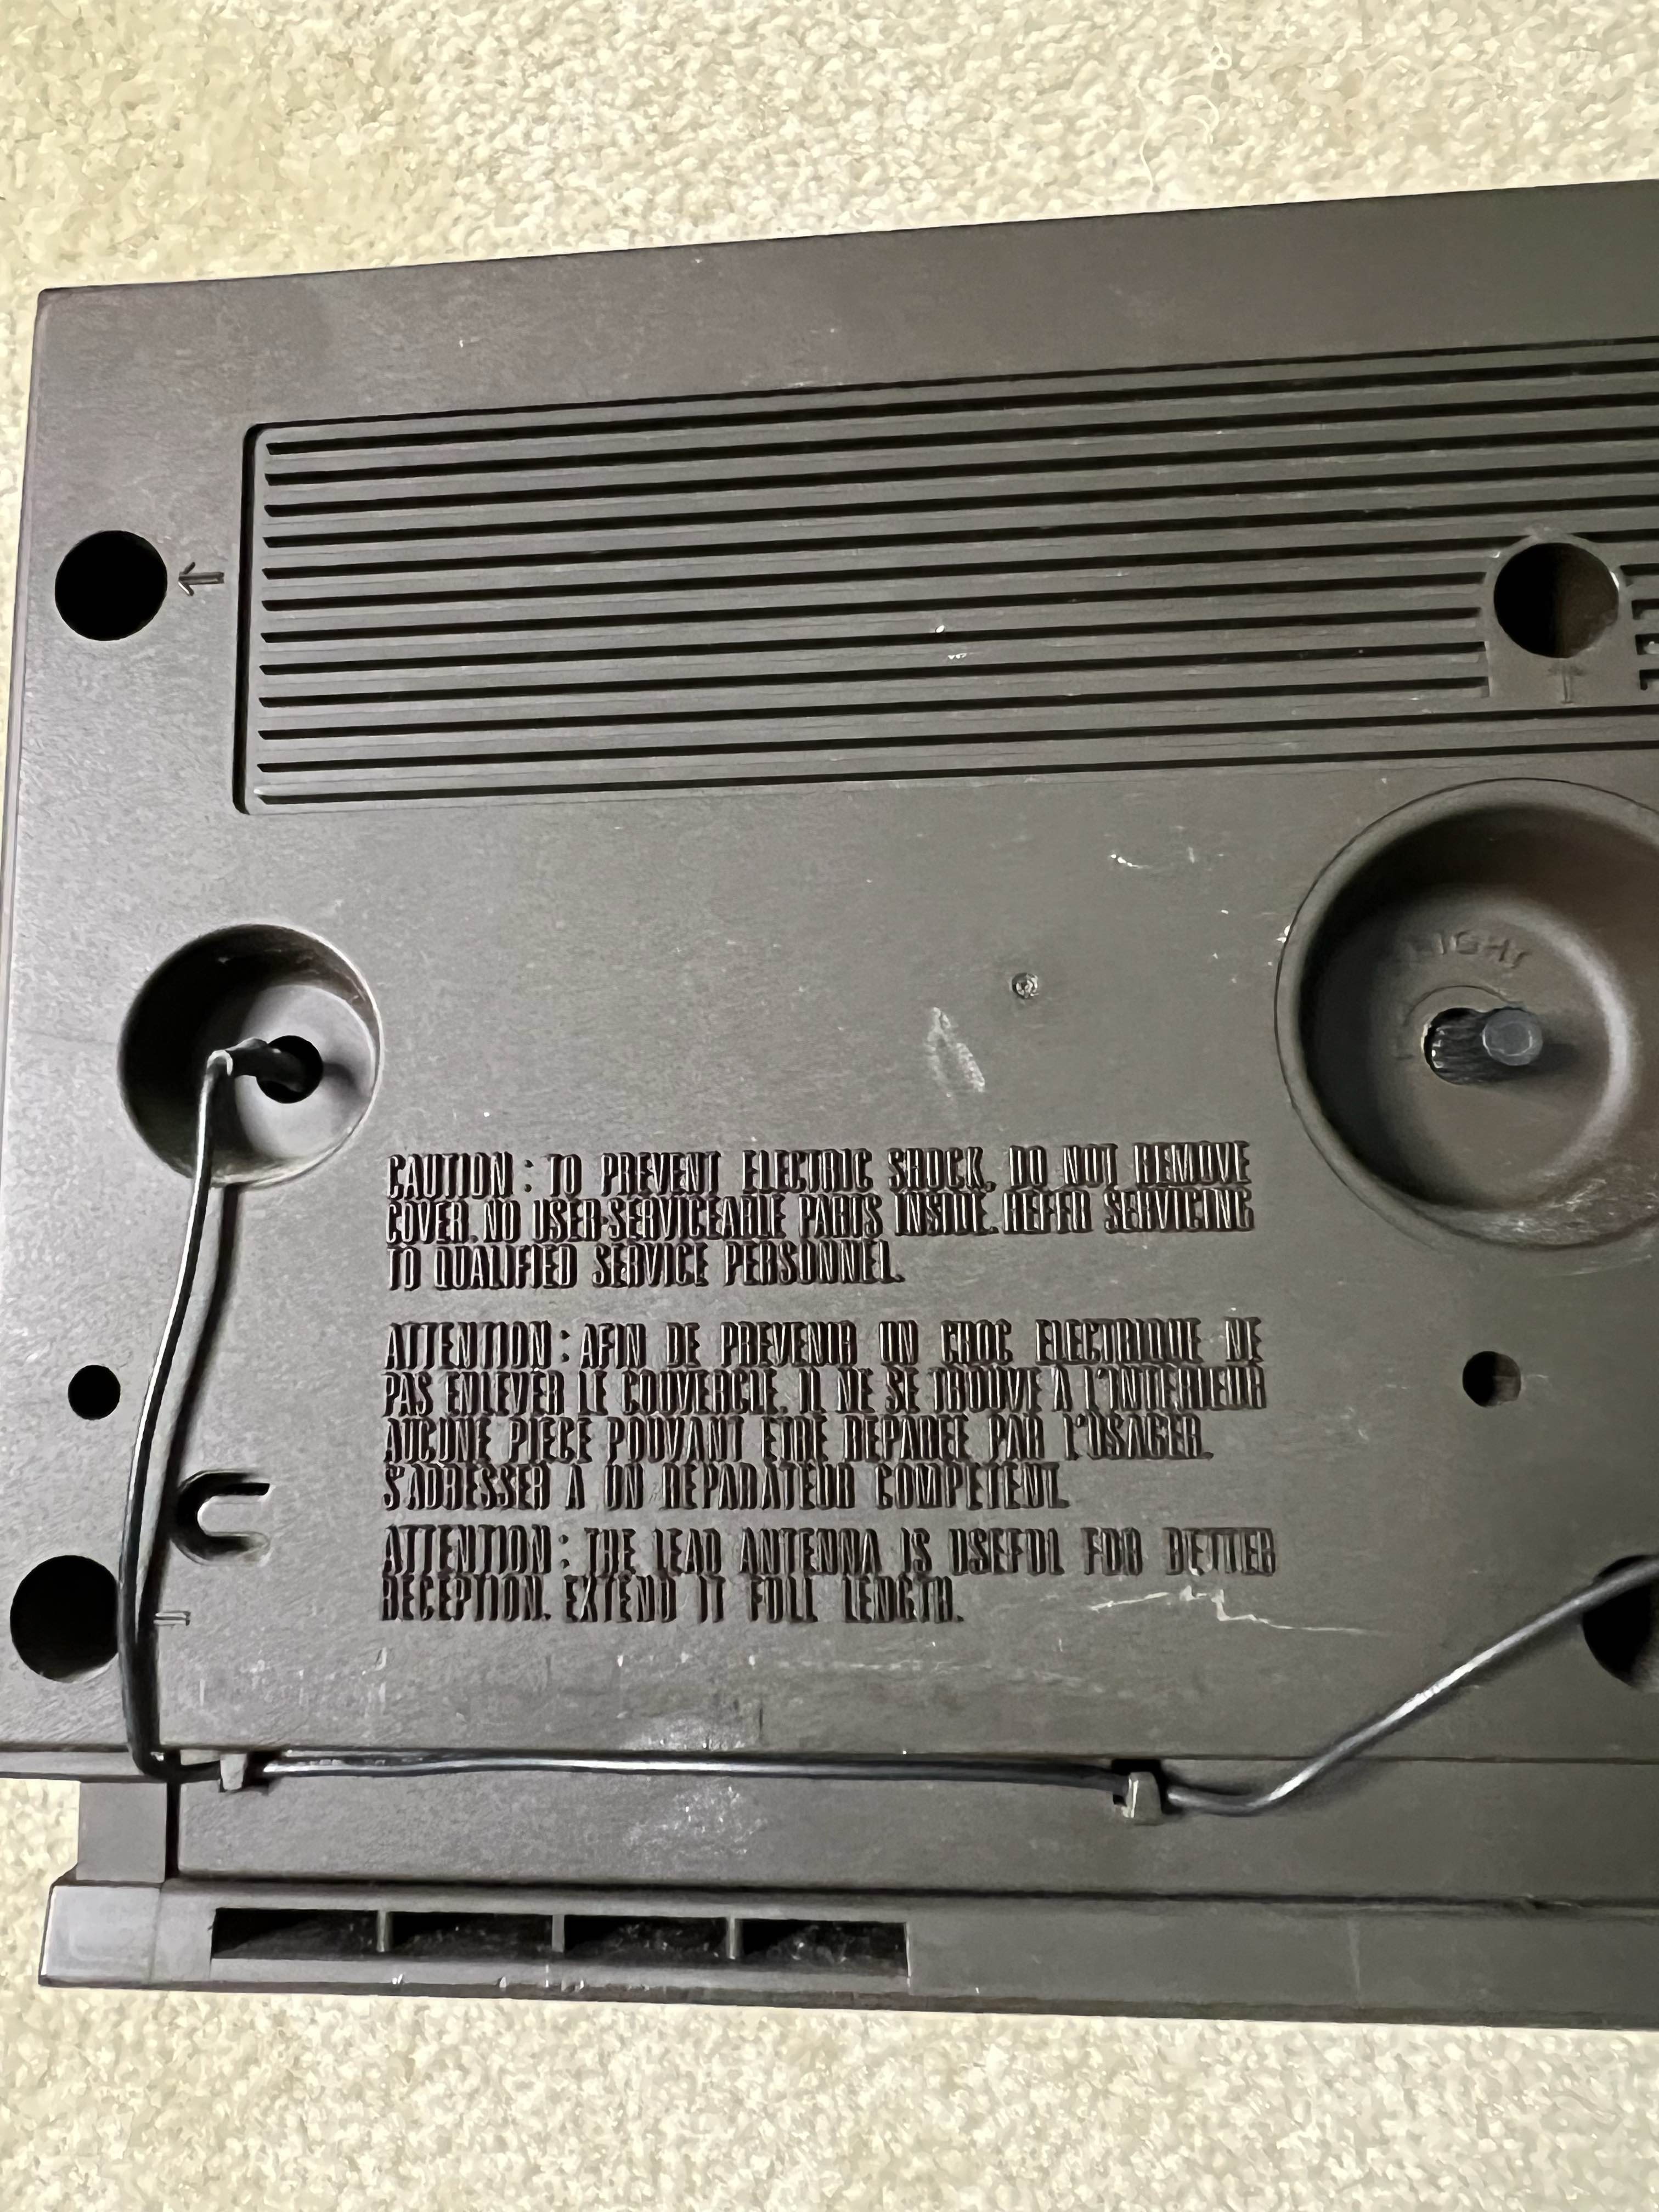 LIGHT
CAUTION : TO PREVENT ELECTRIC SHOCK, DO NOT REMOVE
COVER. NO USER-SERVICEABLE PARTS INSIDE. REFER SERVICING
TO QUALIFIED SERVICE PERSONNEL.
ATTENTION : AFIN DE PREVENIR UN CHOC ELECTRIQUE NE
PAS ENLEVER LE COUVERCLE. IL NE SE TROUVE A L'INTERIEUR
AUCUNE PIECE POUVANT ETRE REPAREE PAR L'USAGER.
S'ADRESSER A UN REPARATEUR COMPETENT.
ATTENTION : THE LEAD ANTENNA IS USEFUL FOR BETTER
RECEPTION. EXTEND IT FULL LENGTH.